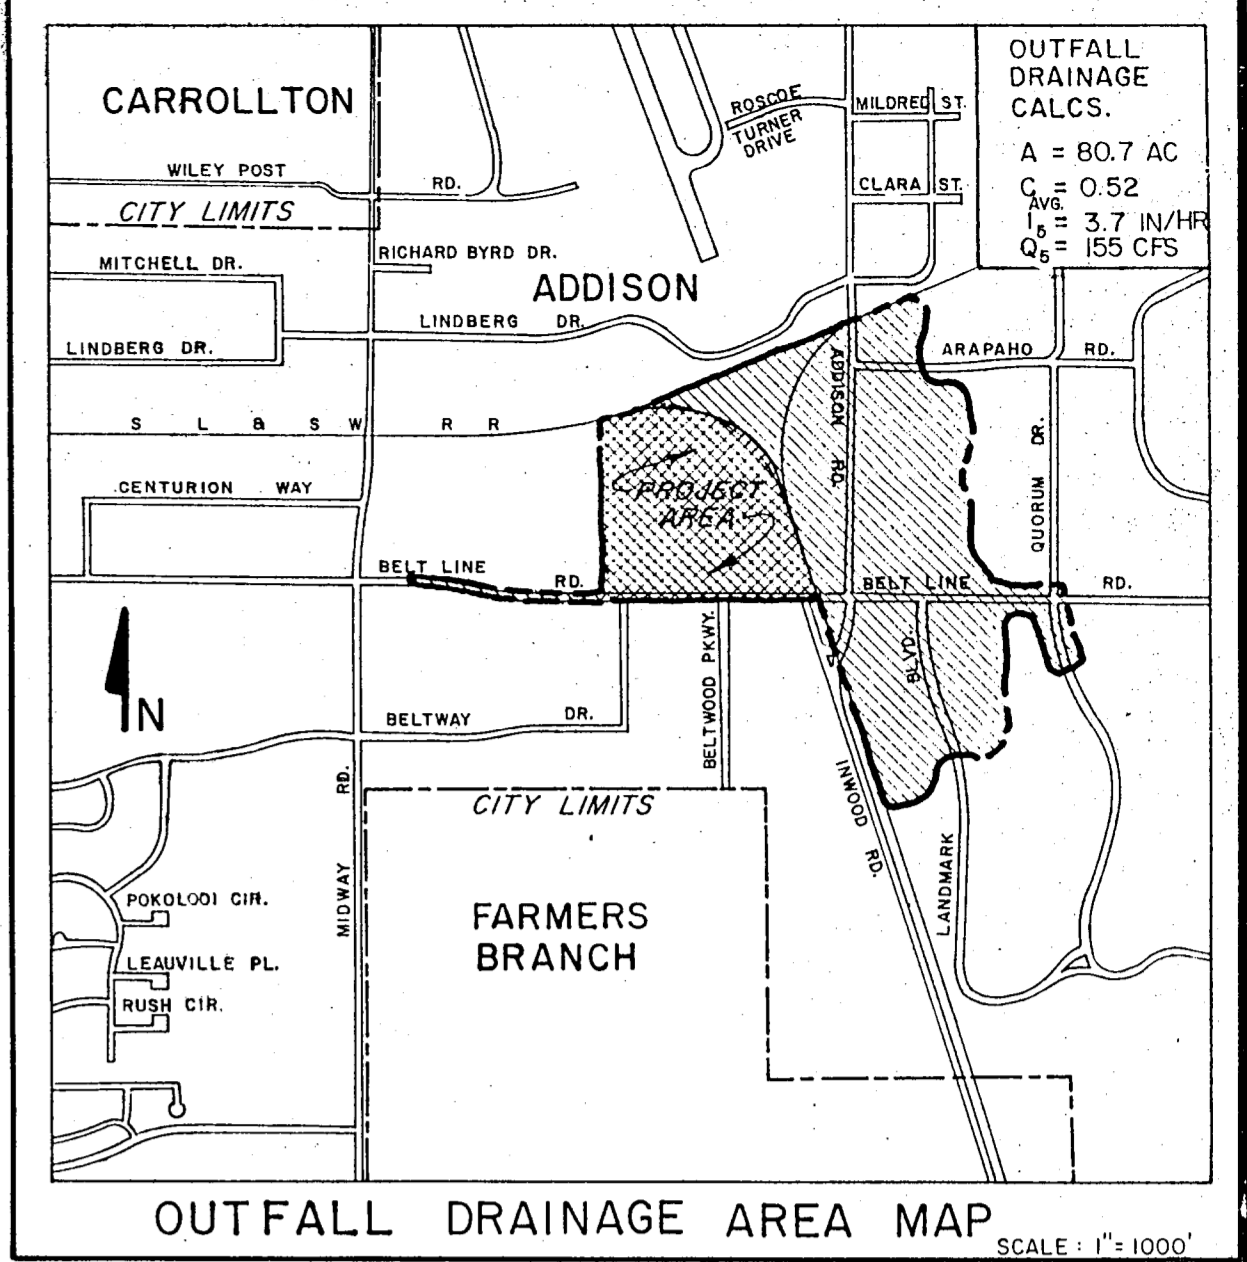 OUTFALL
DRAINAGE
CALCS.
A = 80.7 AC
C AVG. = 0.52
I5 = 3.7 IN/HR
Q5 = 155 CFS
CARROLLTON
ROSCOE
TURNER
DRIVE
MILDRED ST.
WILEY POST RD.
CLARA ST.
CITY LIMITS
RICHARD BYRD DR.
MITCHELL DR.
ADDISON
LINDBERG DR.
LINDBERG DR.
ARAPAHO RD.
ADDISON RD.
S L & S W R R
QUORUM DR.
CENTURION WAY
PROJECT
AREA
BELT LINE RD.
BELT LINE RD.
BLVD.
BELTWOOD PKWY.
N
BELTWAY DR.
MIDWAY RD.
CITY LIMITS
INWOOD RD.
LANDMARK
POKOLODI CIR.
FARMERS
BRANCH
LEAUVILLE PL.
RUSH CIR.
OUTFALL DRAINAGE AREA MAP
SCALE : 1"= 1000'